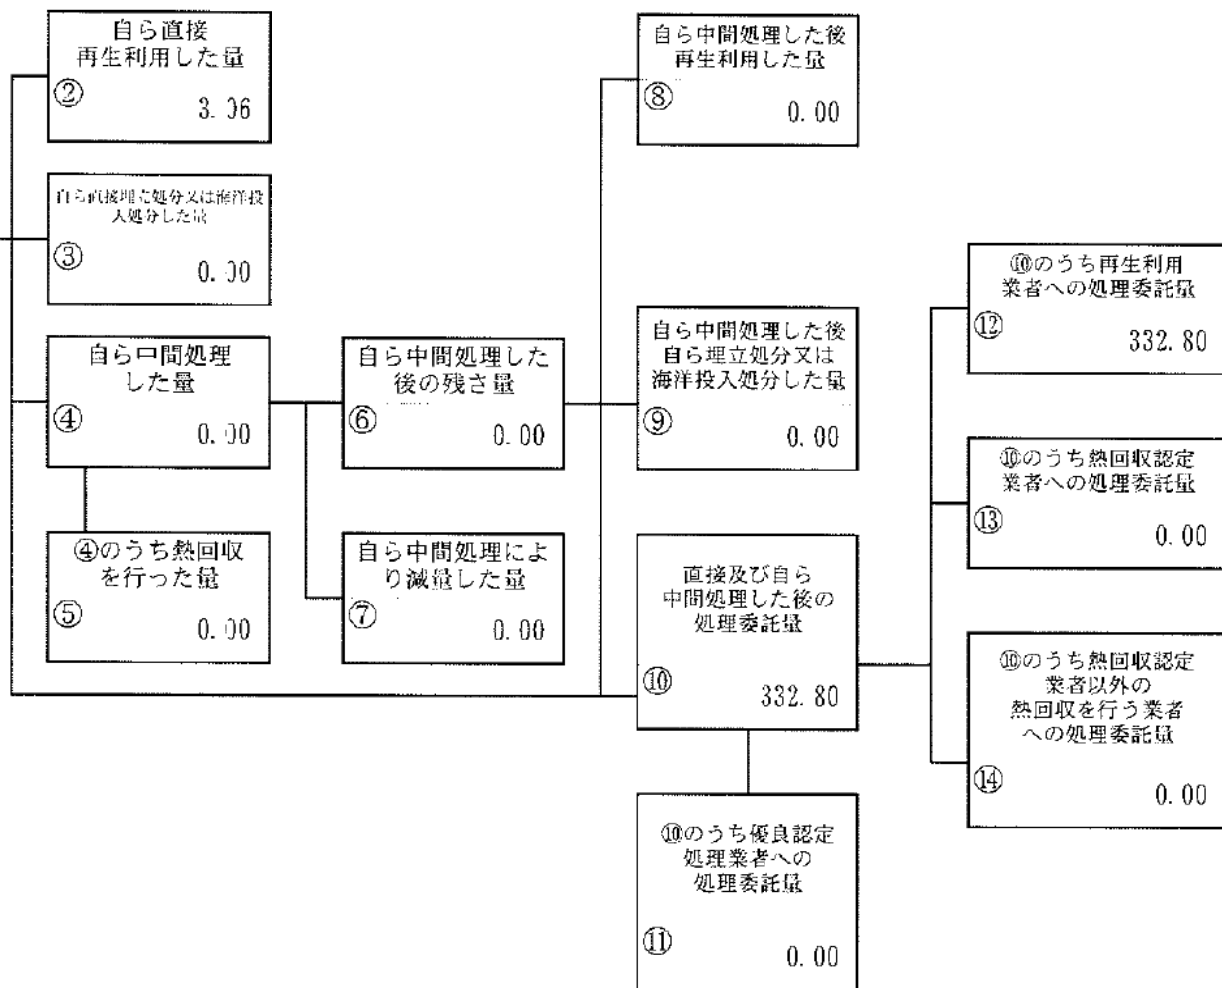 自ら直接
再生利用した量
②
3.06
自ら直接埋立処分又は海洋投
入処分した量
③
0.00
自ら中間処理
した量
④
0.00
④のうち熱回収
を行った量
⑤
0.00
自ら中間処理した
後の残さ量
⑥
0.00
自ら中間処理によ
り減量した量
⑦
0.00
自ら中間処理した後
再生利用した量
⑧
0.00
自ら中間処理した後
自ら埋立処分又は
海洋投入処分した量
⑨
0.00
直接及び自ら
中間処理した後の
処理委託量
⑩
332.80
⑩のうち優良認定
処理業者への
処理委託量
⑪
0.00
⑩のうち再生利用
業者への処理委託量
⑫
332.80
⑩のうち熱回収認定
業者への処理委託量
⑬
0.00
⑩のうち熱回収認定
業者以外の
熱回収を行う業者
への処理委託量
⑭
0.00